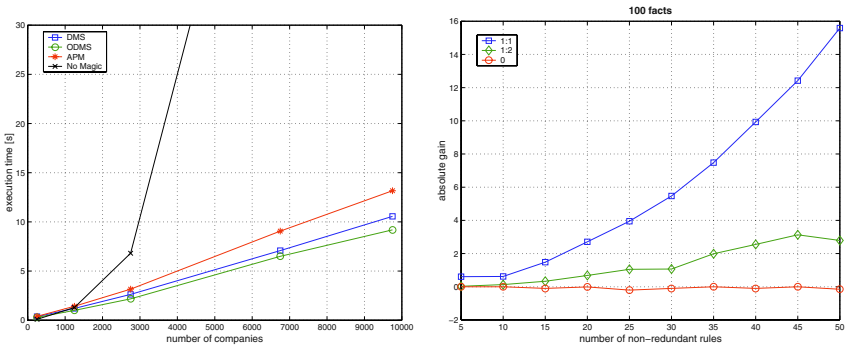 30
25
20
15
10
5
0
execution time [s]
DMS
ODMS
APM
No Magic
0 1000 2000 3000 4000 5000 6000 7000 8000 9000 10000
number of companies
100 facts
16
14
12
10
8
6
4
2
0
−2
absolute gain
1:1
1:2
0
5 10 15 20 25 30 35 40 45 50
number of non−redundant rules